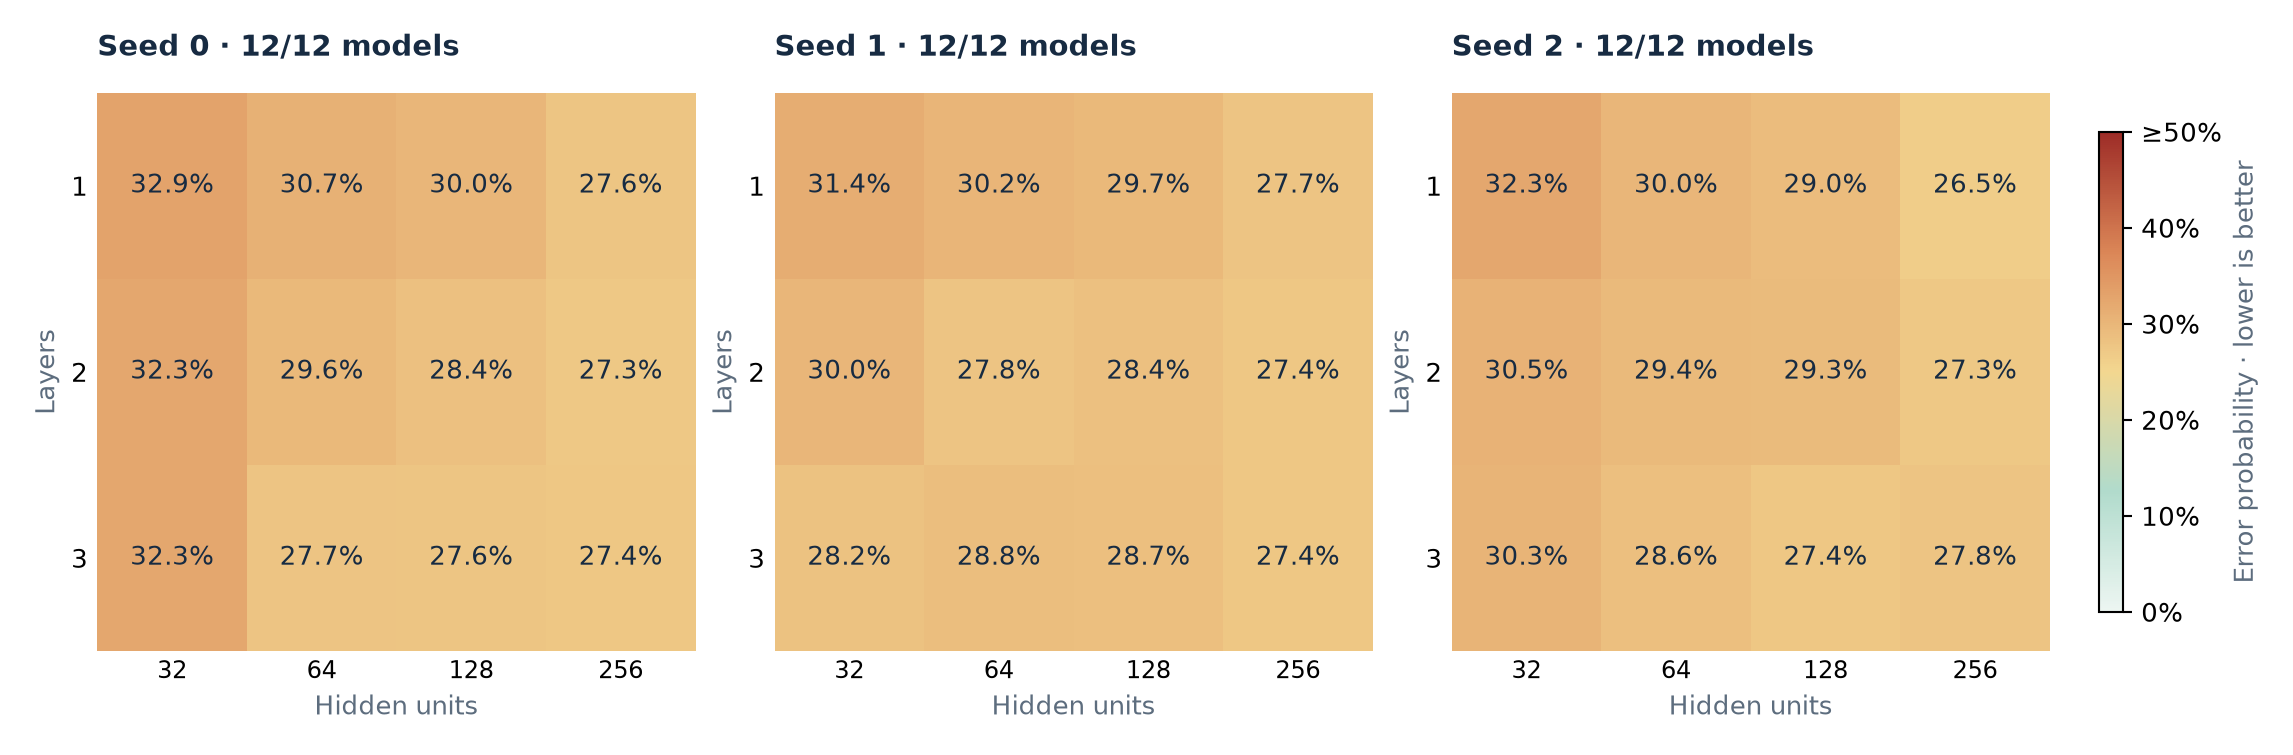 Seed 0 · 12/12 models
Layers
1
32.9% 30.7% 30.0% 27.6%
2
32.3% 29.6% 28.4% 27.3%
3
32.3% 27.7% 27.6% 27.4%
32 64 128 256
Hidden units
Seed 1 · 12/12 models
Layers
1
31.4% 30.2% 29.7% 27.7%
2
30.0% 27.8% 28.4% 27.4%
3
28.2% 28.8% 28.7% 27.4%
32 64 128 256
Hidden units
Seed 2 · 12/12 models
Layers
1
32.3% 30.0% 29.0% 26.5%
2
30.5% 29.4% 29.3% 27.3%
3
30.3% 28.6% 27.4% 27.8%
32 64 128 256
Hidden units
≥50%
40%
30%
20%
10%
0%
Error probability · lower is better